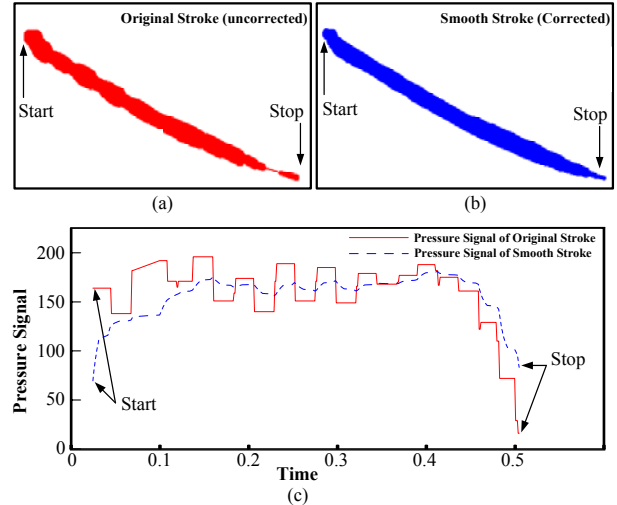 Original Stroke (uncorrected)
Start
Stop
(a)
Smooth Stroke (Corrected)
Start
Stop
(b)
Pressure Signal of Original Stroke
Pressure Signal of Smooth Stroke
Pressure Signal
200
150
100
50
0
Start
Stop
0 0.1 0.2 0.3 0.4 0.5
Time
(c)